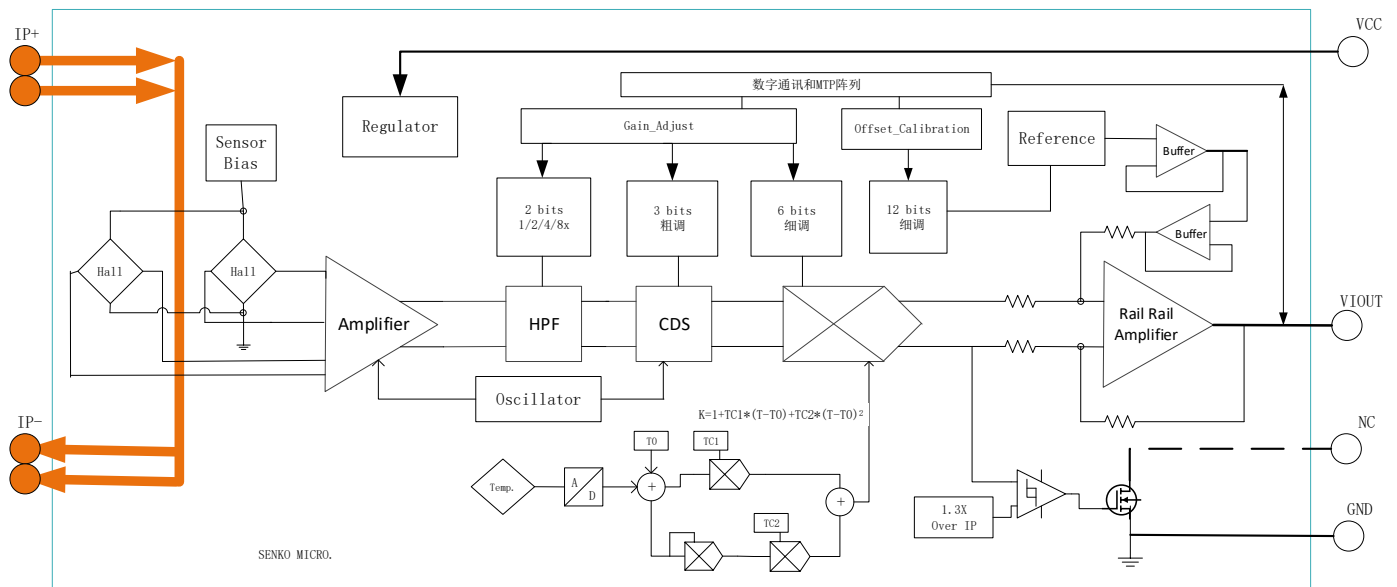 IP+
VCC
数字通讯和MTP阵列
Regulator
Gain_Adjust
Offset_Calibration
Reference
Buffer
Sensor
Bias
2 bits
1/2/4/8x
3 bits
粗调
6 bits
细调
12 bits
细调
Buffer
Hall
Hall
Amplifier
HPF
CDS
Rail Rail
Amplifier
VIOUT
Oscillator
K=1+TC1*(T-T0)+TC2*(T-T0)²
IP-
NC
T0
TC1
Temp.
A
D
+
+
1.3X
Over IP
GND
TC2
SENKO MICRO.